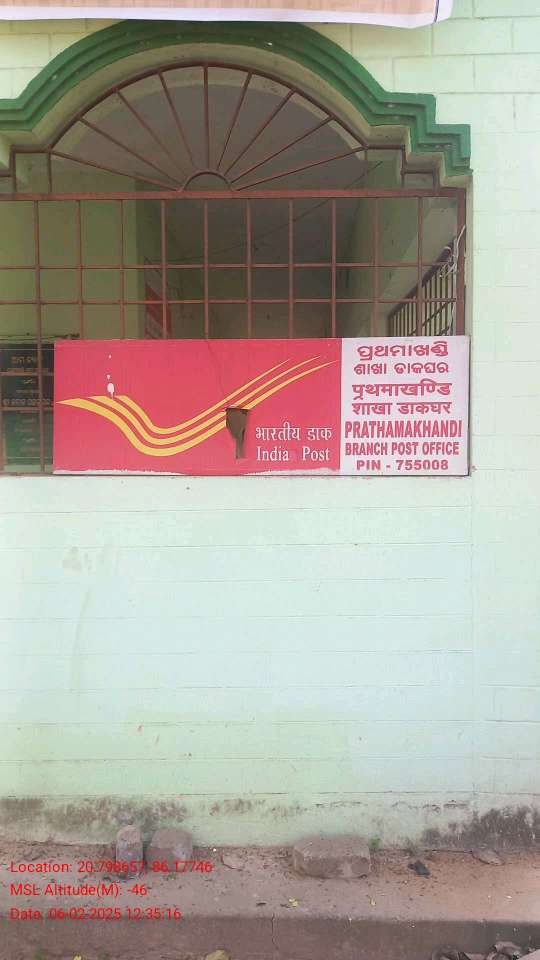 भारतीय डाक
India Post
ପ୍ରଥମାଖଣ୍ଡି
ଶାଖା ଡାକଘର
प्रथमाखण्डि
शाखा डाकघर
PRATHAMAKHANDI
BRANCH POST OFFICE
PIN - 755008
Location: 20.798657, 86.17746
MSL Altitude(M): -46
Date: 06-02-2025 12:35:16